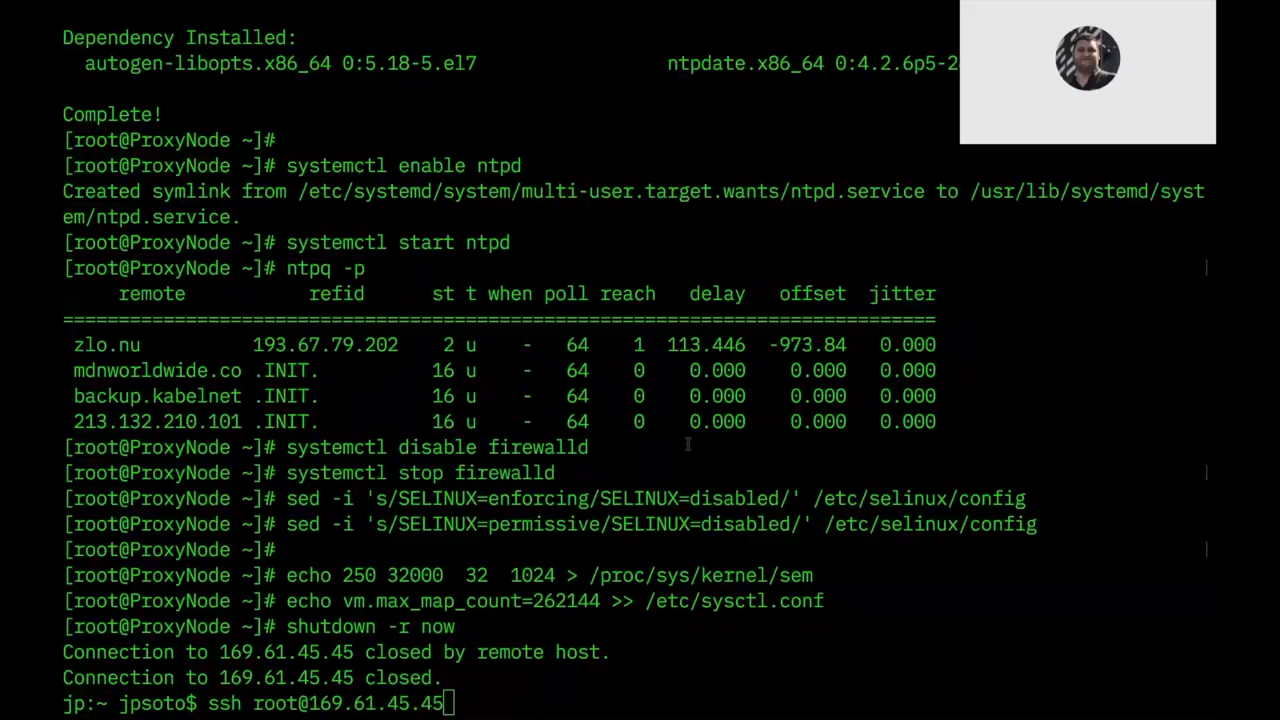 Dependency Installed:
autogen-libopts.x86_64 0:5.18-5.el7 ntpdate.x86_64 0:4.2.6p5-2
Complete!
[root@ProxyNode ~]#
[root@ProxyNode ~]# systemctl enable ntpd
Created symlink from /etc/systemd/system/multi-user.target.wants/ntpd.service to /usr/lib/systemd/syst
em/ntpd.service.
[root@ProxyNode ~]# systemctl start ntpd
[root@ProxyNode ~]# ntpq -p
remote refid st t when poll reach delay offset jitter
==============================================================================
zlo.nu 193.67.79.202 2 u - 64 1 113.446 -973.84 0.000
mdnworldwide.co .INIT. 16 u - 64 0 0.000 0.000 0.000
backup.kabelnet .INIT. 16 u - 64 0 0.000 0.000 0.000
213.132.210.101 .INIT. 16 u - 64 0 0.000 0.000 0.000
[root@ProxyNode ~]# systemctl disable firewalld
[root@ProxyNode ~]# systemctl stop firewalld
[root@ProxyNode ~]# sed -i 's/SELINUX=enforcing/SELINUX=disabled/' /etc/selinux/config
[root@ProxyNode ~]# sed -i 's/SELINUX=permissive/SELINUX=disabled/' /etc/selinux/config
[root@ProxyNode ~]#
[root@ProxyNode ~]# echo 250 32000  32  1024 > /proc/sys/kernel/sem
[root@ProxyNode ~]# echo vm.max_map_count=262144 >> /etc/sysctl.conf
[root@ProxyNode ~]# shutdown -r now
Connection to 169.61.45.45 closed by remote host.
Connection to 169.61.45.45 closed.
jp:~ jpsoto$ ssh root@169.61.45.45